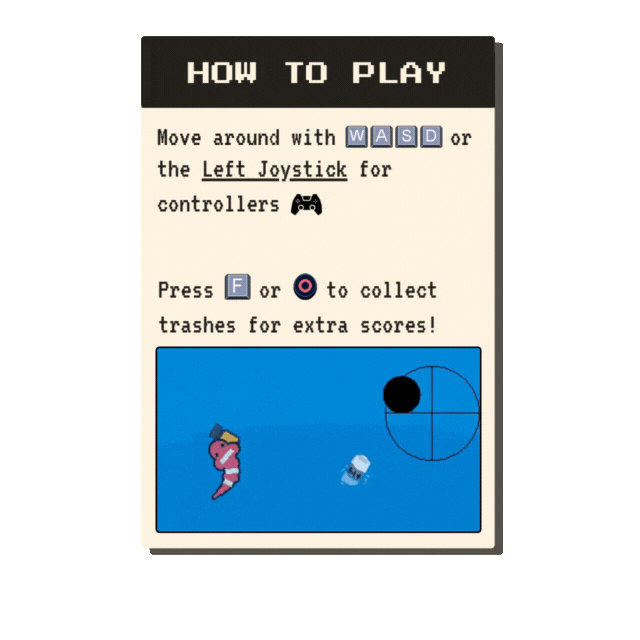 HOW TO PLAY
Move around with W A S D or
the Left Joystick for
controllers
Press F or to collect
trashes for extra scores!